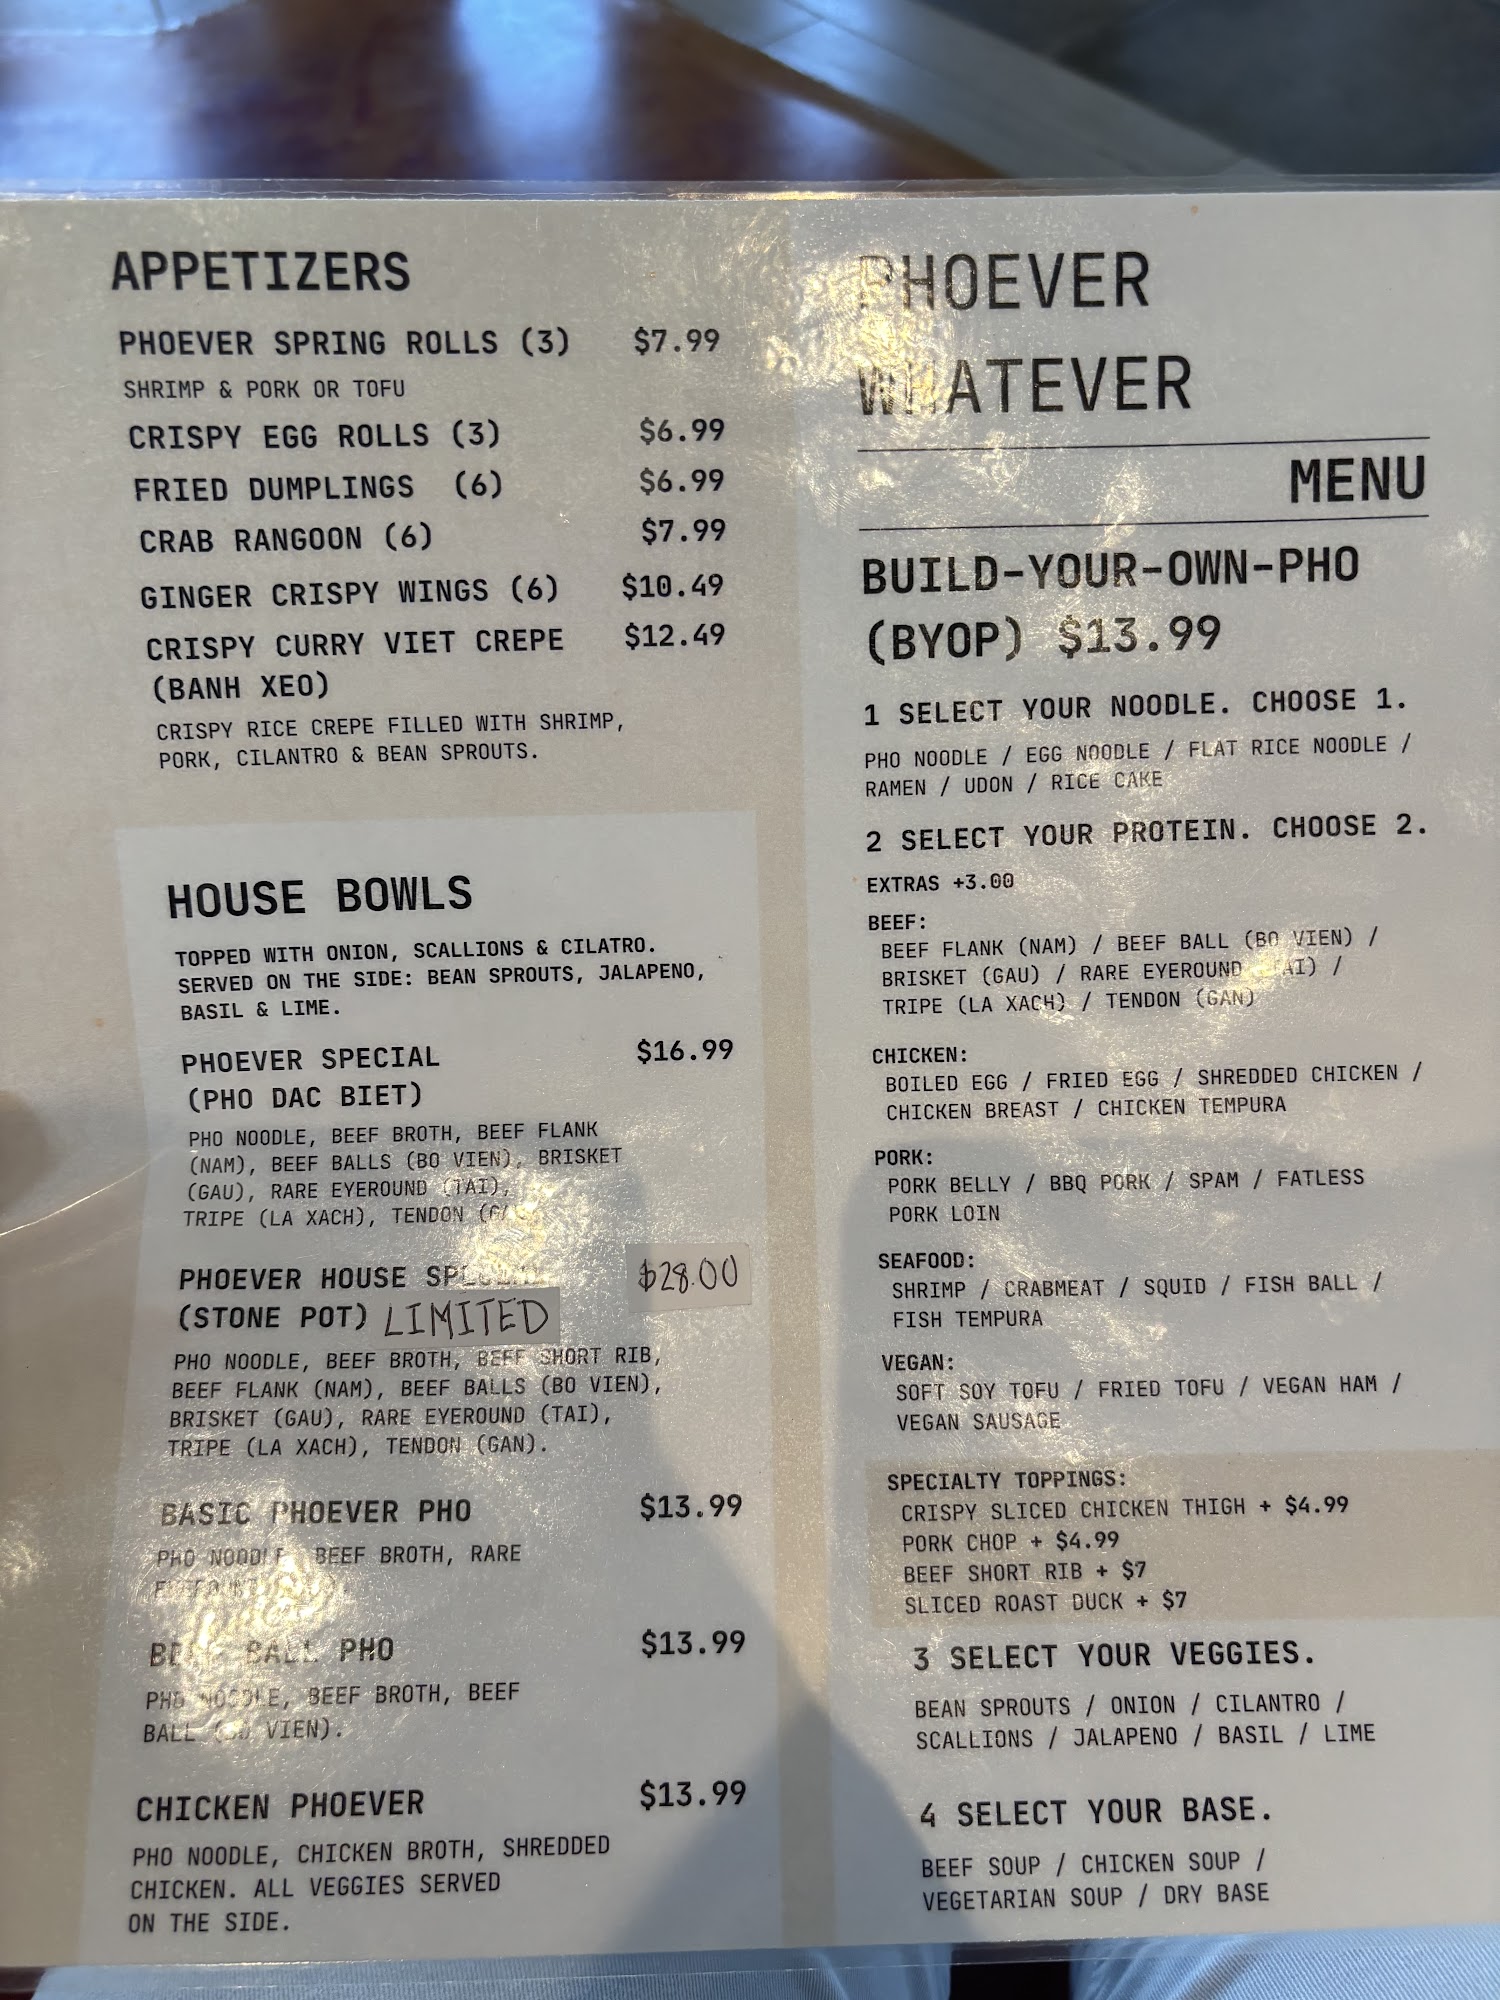 APPETIZERS
PHOEVER SPRING ROLLS (3) $7.99
SHRIMP & PORK OR TOFU
CRISPY EGG ROLLS (3) $6.99
FRIED DUMPLINGS (6) $6.99
CRAB RANGOON (6) $7.99
GINGER CRISPY WINGS (6) $10.49
CRISPY CURRY VIET CREPE $12.49
(BANH XEO)
CRISPY RICE CREPE FILLED WITH SHRIMP,
PORK, CILANTRO & BEAN SPROUTS.
HOUSE BOWLS
TOPPED WITH ONION, SCALLIONS & CILATRO.
SERVED ON THE SIDE: BEAN SPROUTS, JALAPENO,
BASIL & LIME.
PHOEVER SPECIAL $16.99
(PHO DAC BIET)
PHO NOODLE, BEEF BROTH, BEEF FLANK
(NAM), BEEF BALLS (BO VIEN), BRISKET
(GAU), RARE EYEROUND (TAI),
TRIPE (LA XACH), TENDON
PHOEVER HOUSE $28.00
(STONE POT) LIMITED
PHO NOODLE, BEEF BROTH, BEEF SHORT RIB,
BEEF FLANK (NAM), BEEF BALLS (BO VIEN),
BRISKET (GAU), RARE EYEROUND (TAI),
TRIPE (LA XACH), TENDON (GAN).
BASIC PHOEVER PHO $13.99
PHO NOODLE, BEEF BROTH, RARE
BALL PHO $13.99
PHO NOODLE, BEEF BROTH, BEEF
BALL VIEN).
CHICKEN PHOEVER $13.99
PHO NOODLE, CHICKEN BROTH, SHREDDED
CHICKEN. ALL VEGGIES SERVED
ON THE SIDE.
PHOEVER
WHATEVER
MENU
BUILD-YOUR-OWN-PHO
(BYOP) $13.99
1 SELECT YOUR NOODLE. CHOOSE 1.
PHO NOODLE / EGG NOODLE / FLAT RICE NOODLE /
RAMEN / UDON / RICE CAKE
2 SELECT YOUR PROTEIN. CHOOSE 2.
EXTRAS +3.00
BEEF:
BEEF FLANK (NAM) / BEEF BALL (BO VIEN) /
BRISKET (GAU) / RARE EYEROUND (TAI) /
TRIPE (LA XACH) / TENDON (GAN)
CHICKEN:
BOILED EGG / FRIED EGG / SHREDDED CHICKEN /
CHICKEN BREAST / CHICKEN TEMPURA
PORK:
PORK BELLY / BBQ PORK / SPAM / FATLESS
PORK LOIN
SEAFOOD:
SHRIMP / CRABMEAT / SQUID / FISH BALL /
FISH TEMPURA
VEGAN:
SOFT SOY TOFU / FRIED TOFU / VEGAN HAM /
VEGAN SAUSAGE
SPECIALTY TOPPINGS:
CRISPY SLICED CHICKEN THIGH + $4.99
PORK CHOP + $4.99
BEEF SHORT RIB + $7
SLICED ROAST DUCK + $7
3 SELECT YOUR VEGGIES.
BEAN SPROUTS / ONION / CILANTRO /
SCALLIONS / JALAPENO / BASIL / LIME
4 SELECT YOUR BASE.
BEEF SOUP / CHICKEN SOUP /
VEGETARIAN SOUP / DRY BASE